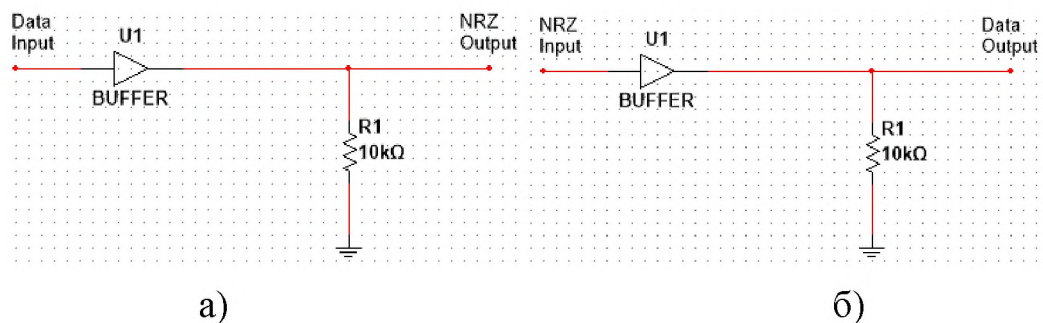 Data
Input
U1
BUFFER
NRZ
Output
R1
10kΩ
NRZ
Input
U1
BUFFER
Data
Output
R1
10kΩ
а)
б)